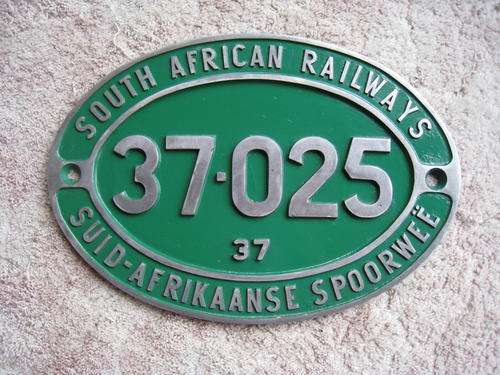 SOUTH AFRICAN RAILWAYS
37·025
37
SUID-AFRIKAANSE SPOORWEË